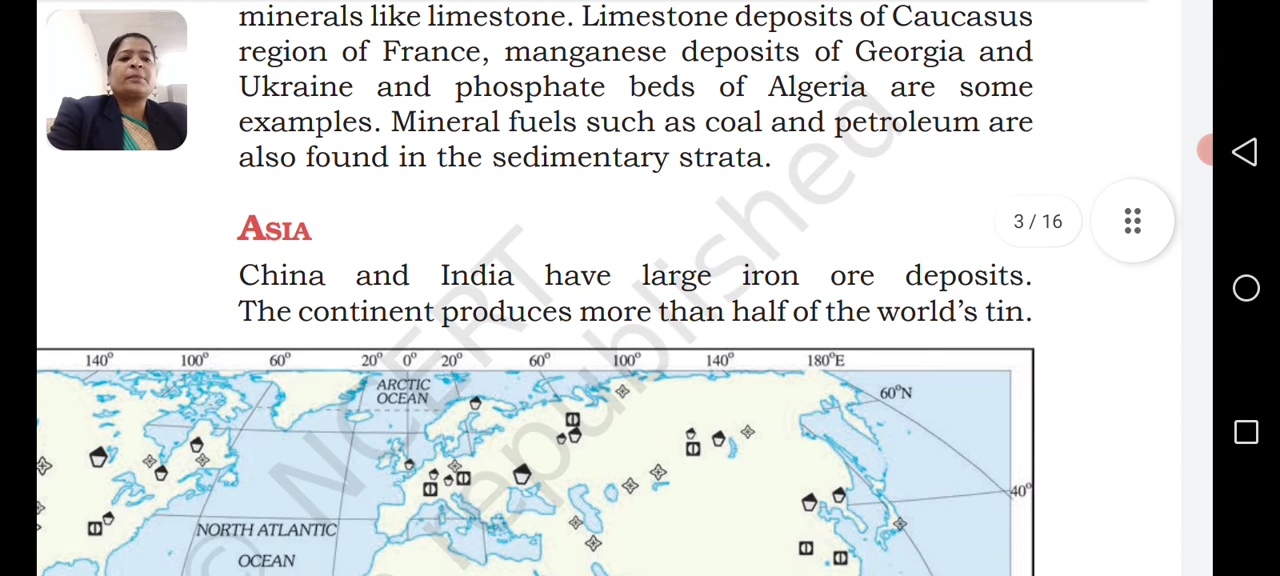 minerals like limestone. Limestone deposits of Caucasus
region of France, manganese deposits of Georgia and
Ukraine and phosphate beds of Algeria are some
examples. Mineral fuels such as coal and petroleum are
also found in the sedimentary strata.
ASIA
3 / 16
China and India have large iron ore deposits.
The continent produces more than half of the world's tin.
140° 100° 60° 20° 0° 20° 60° 100° 140° 180°E
ARCTIC
OCEAN
60°N
40°
NORTH ATLANTIC
OCEAN
© NCERT
republished